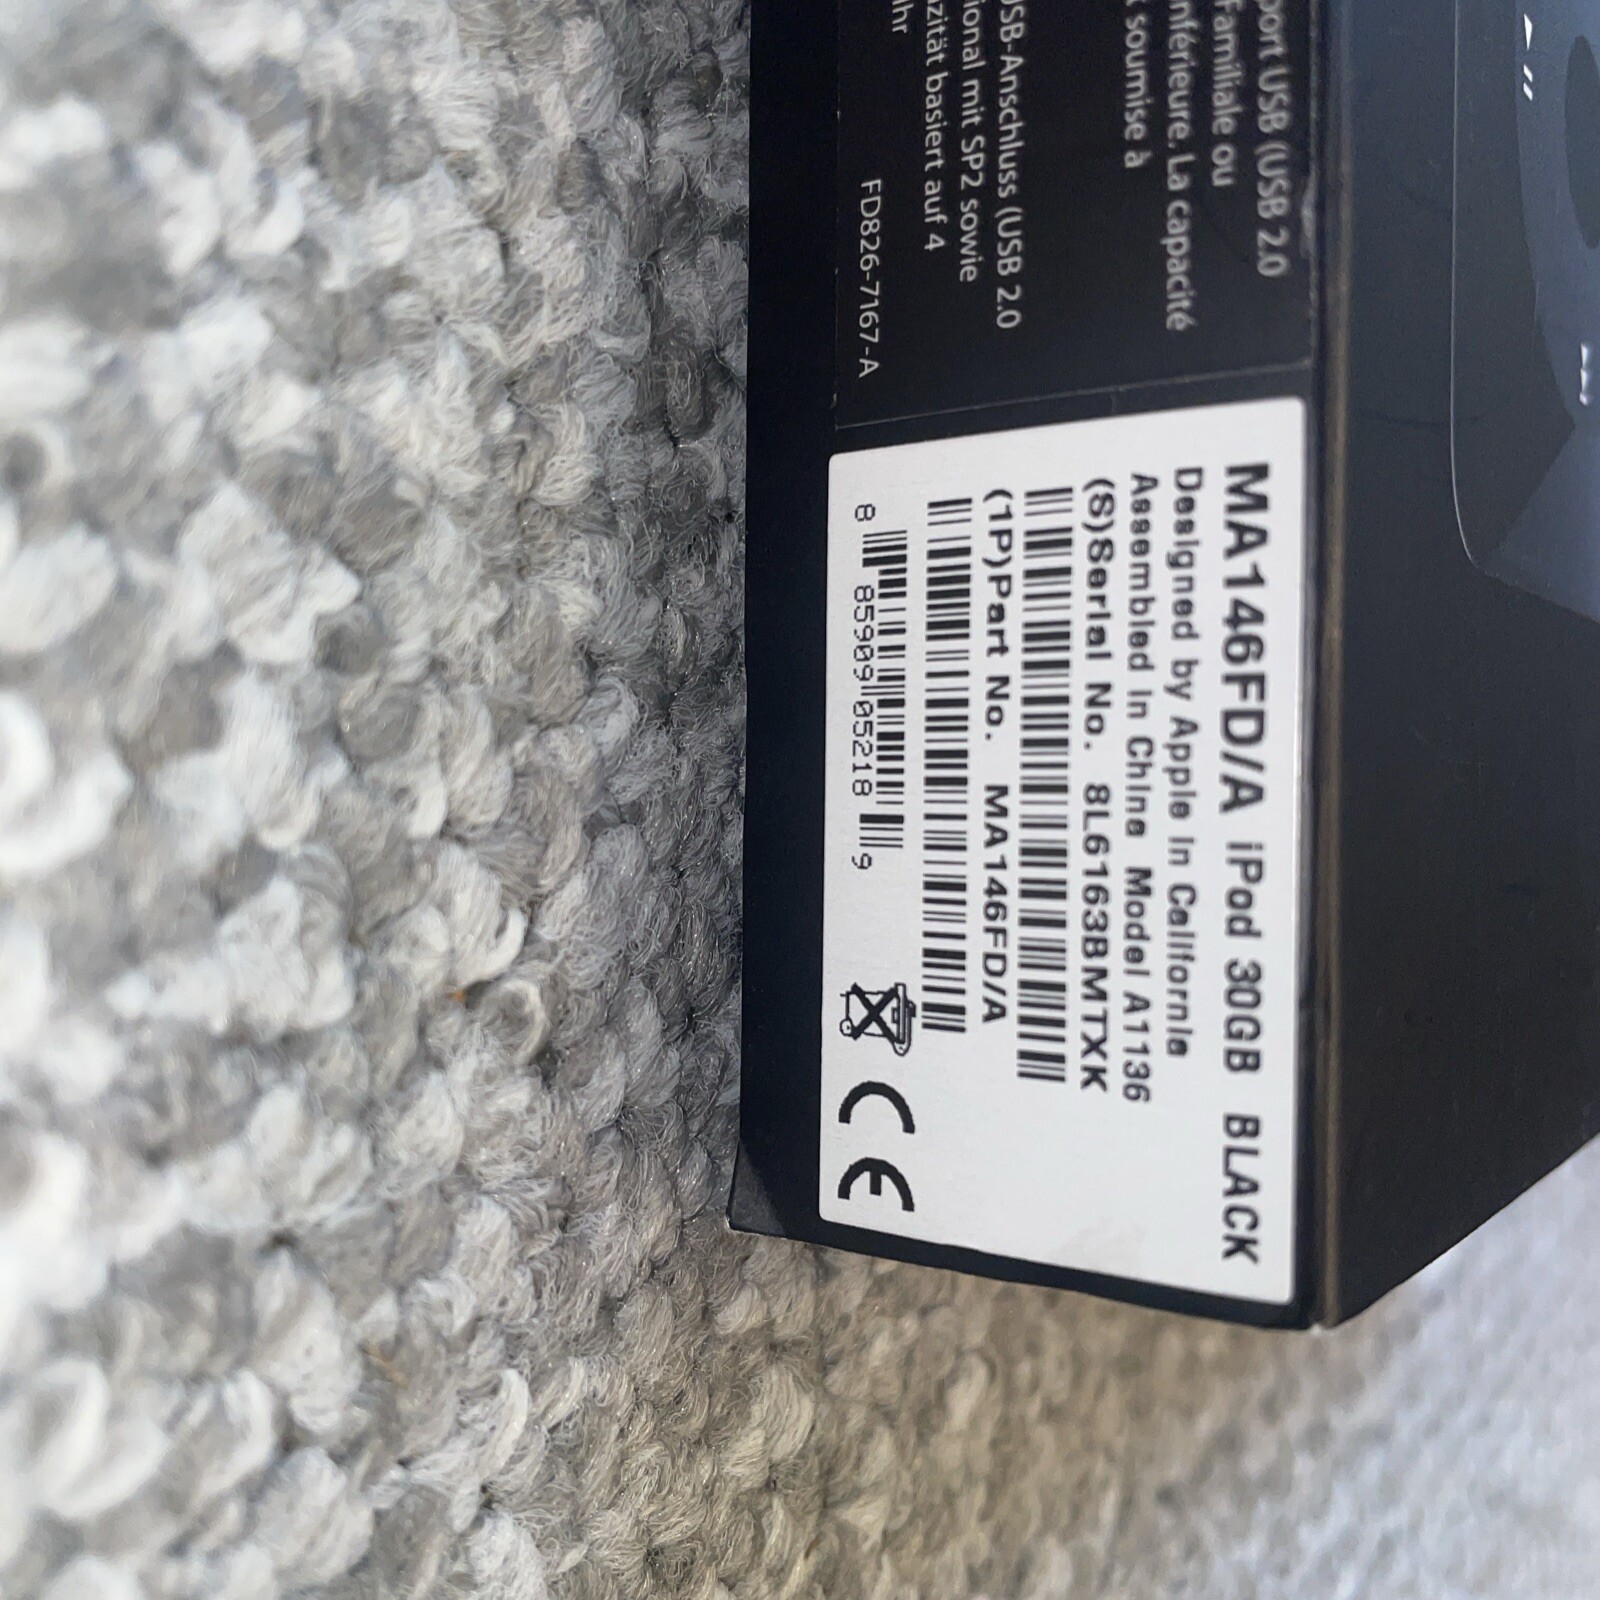 port USB (USB 2.0
Familiale ou
nférieure. La capacité
soumise à
USB-Anschluss (USB 2.0
ional mit SP2 sowie
zität basiert auf 4
FD826-7167-A
MA146FD/A iPod 30GB BLACK
Designed by Apple in California
Assembled in China Model A1136
(S)Serial No. 8L6163BMTXK
(1P)Part No. MA146FD/A
8 85909 05218 9
CE